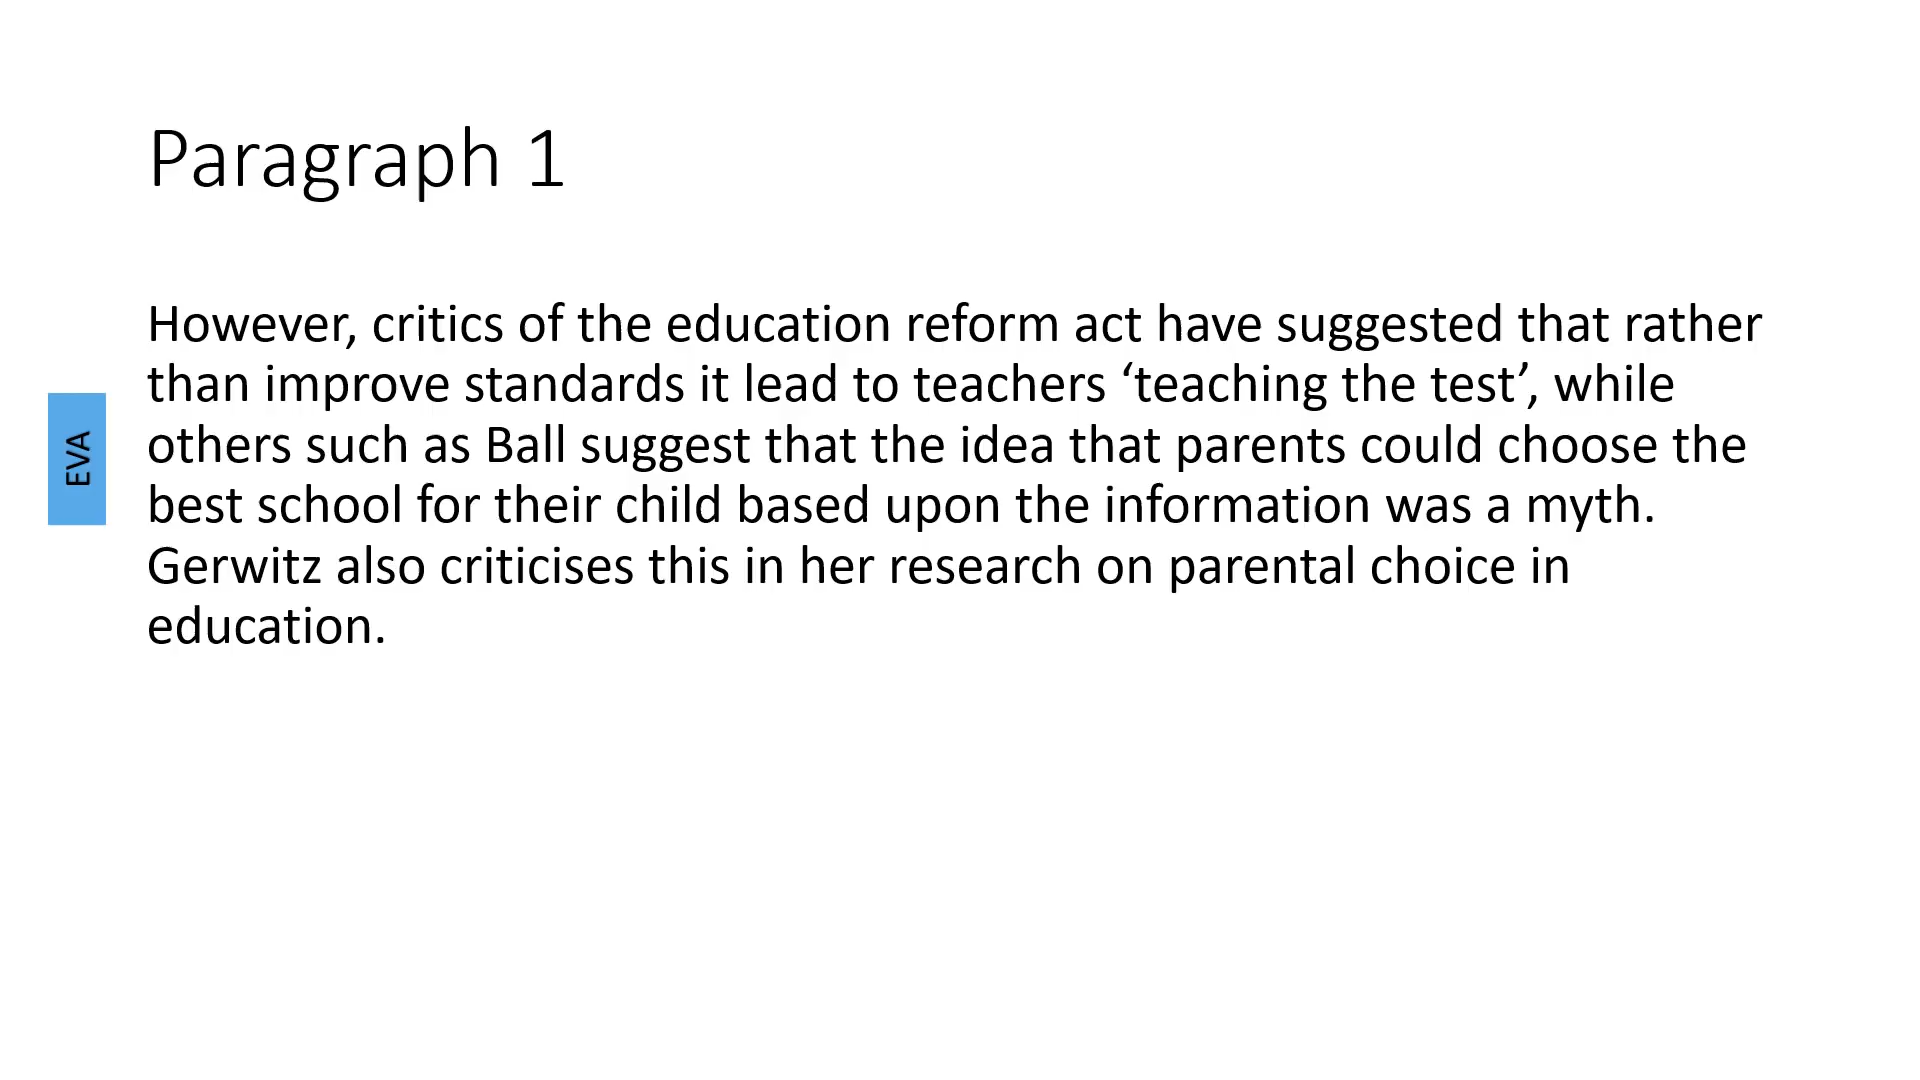 Paragraph 1
However, critics of the education reform act have suggested that rather
than improve standards it lead to teachers ‘teaching the test’, while
others such as Ball suggest that the idea that parents could choose the
best school for their child based upon the information was a myth.
Gerwitz also criticises this in her research on parental choice in
education.
EVA